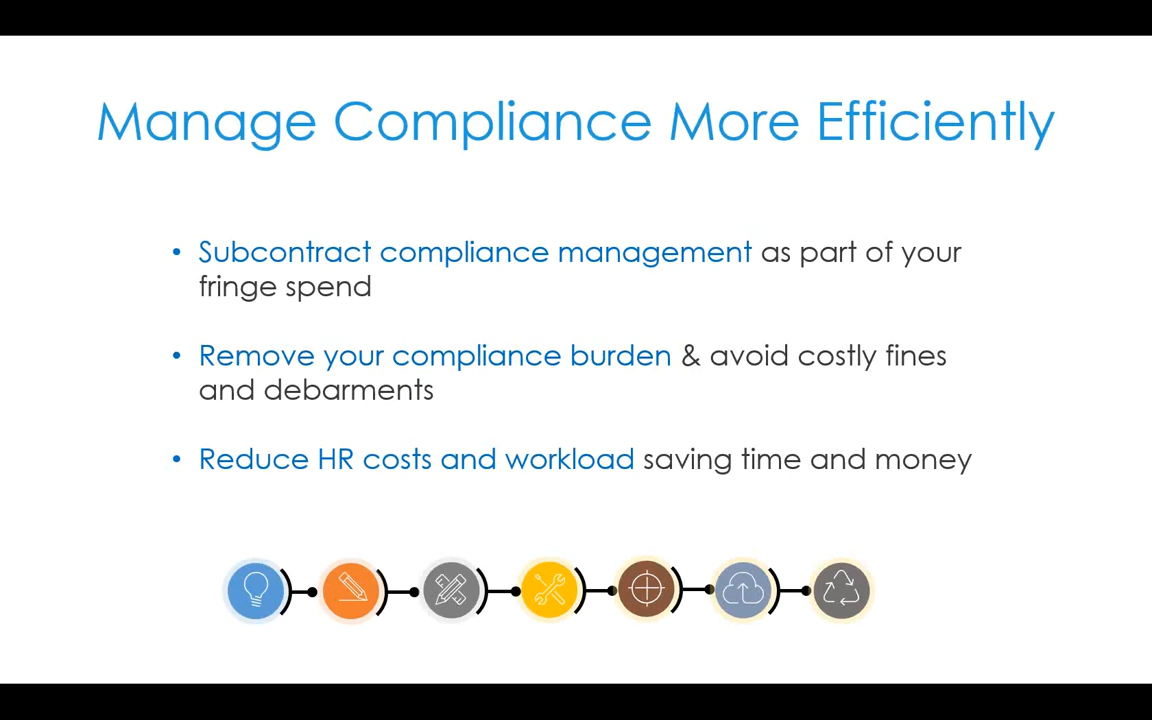 Manage Compliance More Efficiently
• Subcontract compliance management as part of your
fringe spend
• Remove your compliance burden & avoid costly fines
and debarments
• Reduce HR costs and workload saving time and money